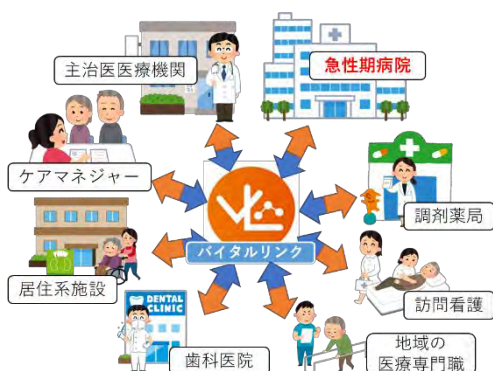 主治医医療機関
急性期病院
ケアマネジャー
調剤薬局
バイタルリンク
居住系施設
訪問看護
DENTAL
CLINIC
歯科医院
地域の
医療専門職